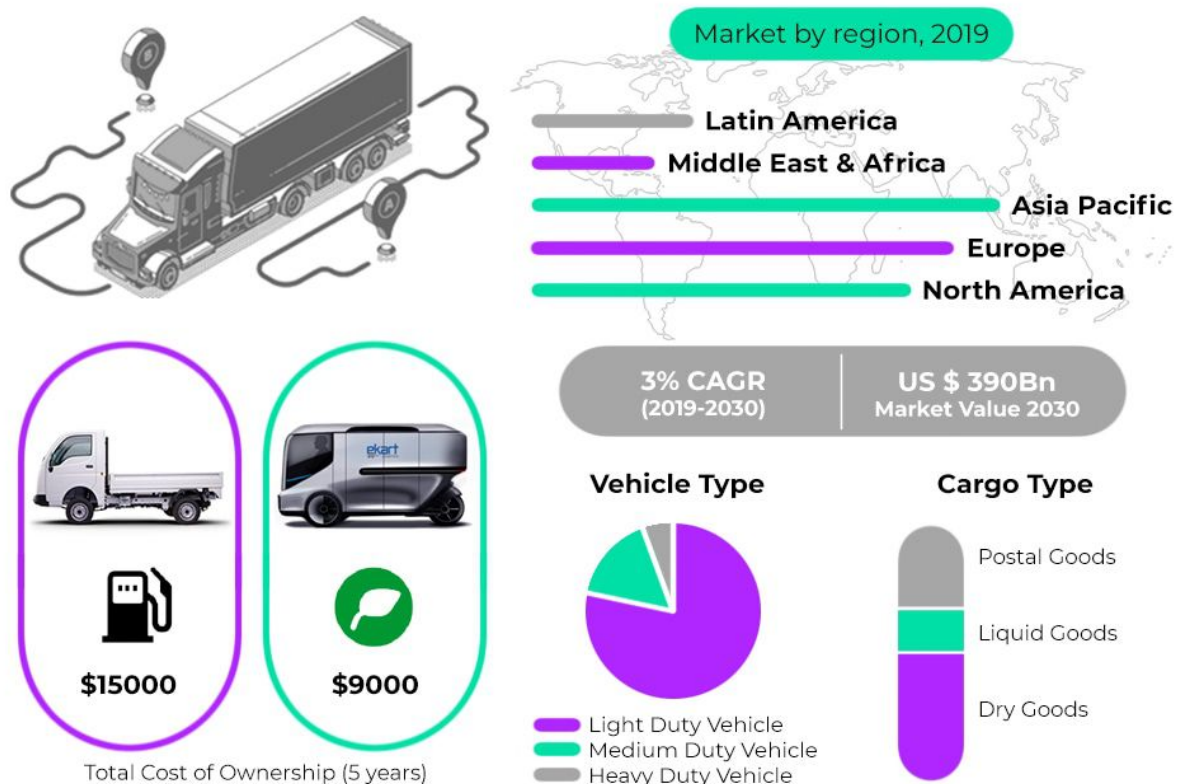 Market by region, 2019
Latin America
Middle East & Africa
Asia Pacific
Europe
North America
B
A
3% CAGR
(2019-2030)
US $ 390Bn
Market Value 2030
ekart
$15000
$9000
Total Cost of Ownership (5 years)
Vehicle Type
Light Duty Vehicle
Medium Duty Vehicle
Heavy Duty Vehicle
Cargo Type
Postal Goods
Liquid Goods
Dry Goods